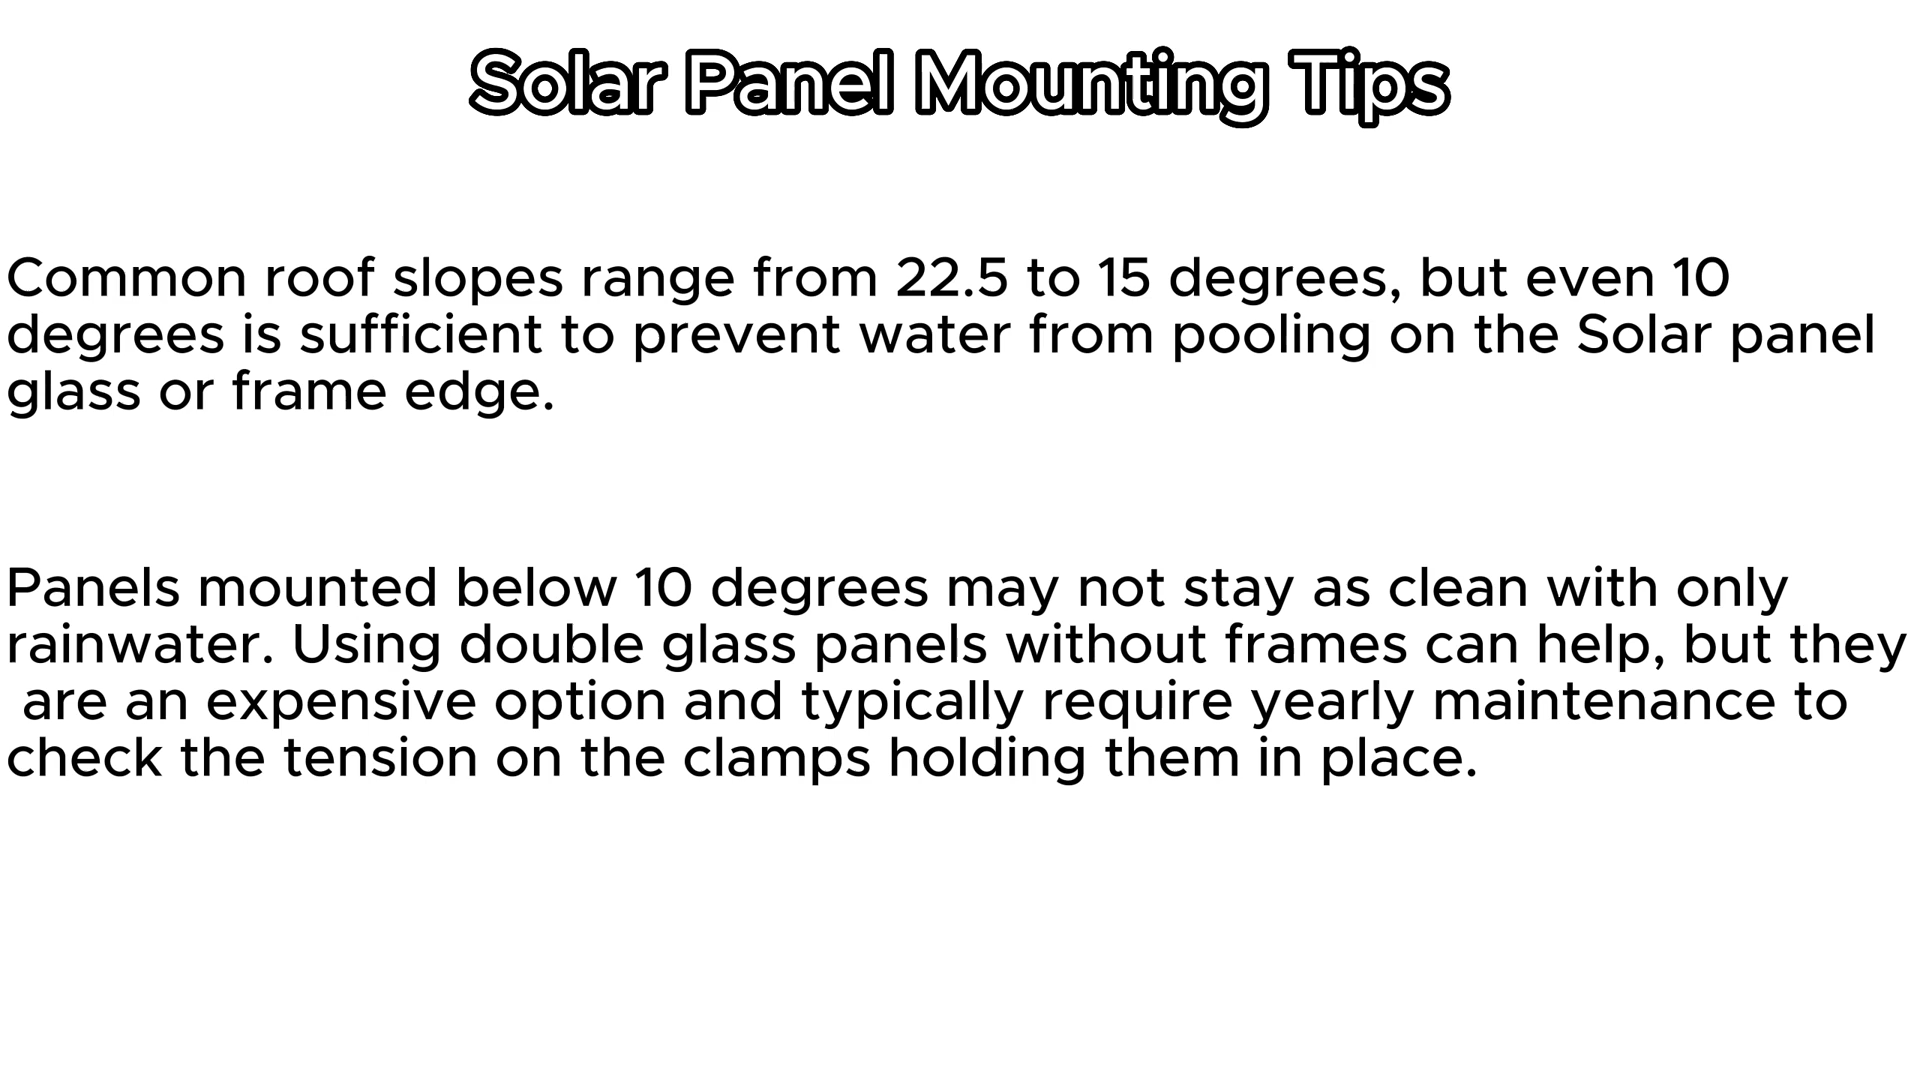 Solar Panel Mounting Tips
Common roof slopes range from 22.5 to 15 degrees, but even 10
degrees is sufficient to prevent water from pooling on the Solar panel
glass or frame edge.
Panels mounted below 10 degrees may not stay as clean with only
rainwater. Using double glass panels without frames can help, but they
are an expensive option and typically require yearly maintenance to
check the tension on the clamps holding them in place.